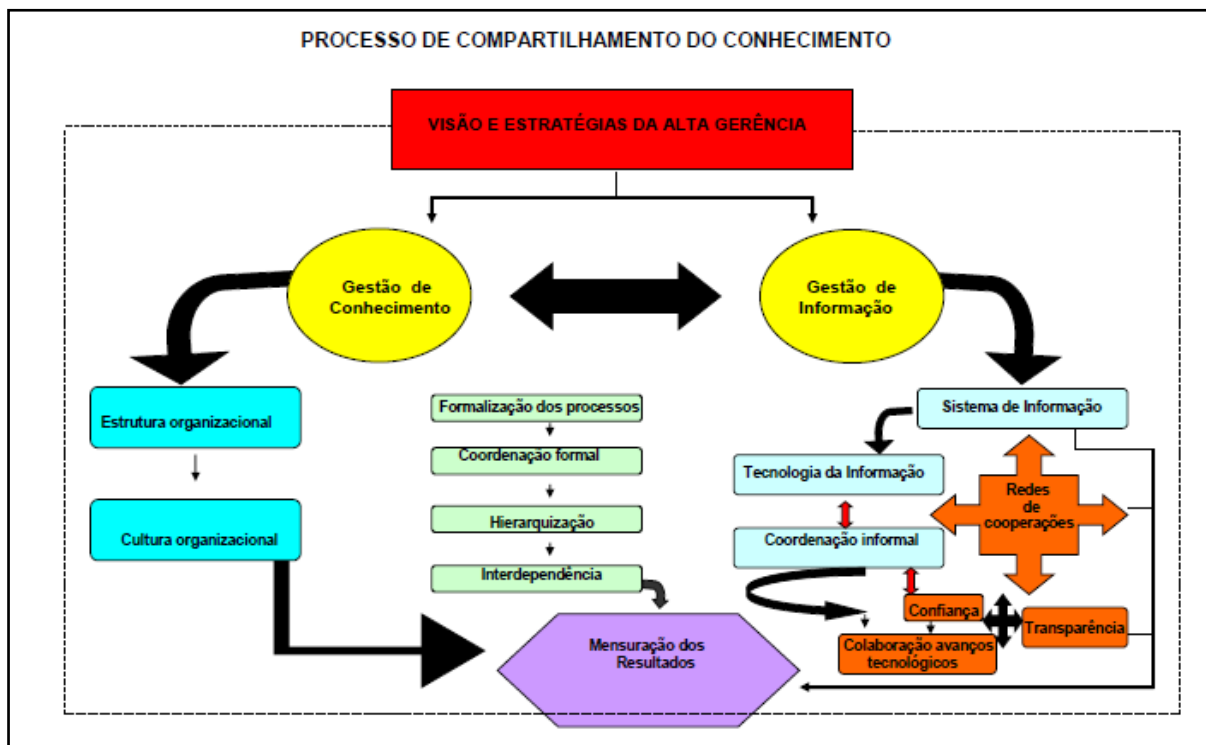 PROCESSO DE COMPARTILHAMENTO DO CONHECIMENTO
VISÃO E ESTRATÉGIAS DA ALTA GERÊNCIA
Gestão de
Conhecimento
Gestão de
Informação
Estrutura organizacional
Cultura organizacional
Formalização dos processos
Coordenação formal
Hierarquização
Interdependência
Sistema de Informação
Tecnologia da Informação
Coordenação informal
Redes
de
cooperações
Confiança
Transparência
Colaboração avanços
tecnológicos
Mensuração dos
Resultados